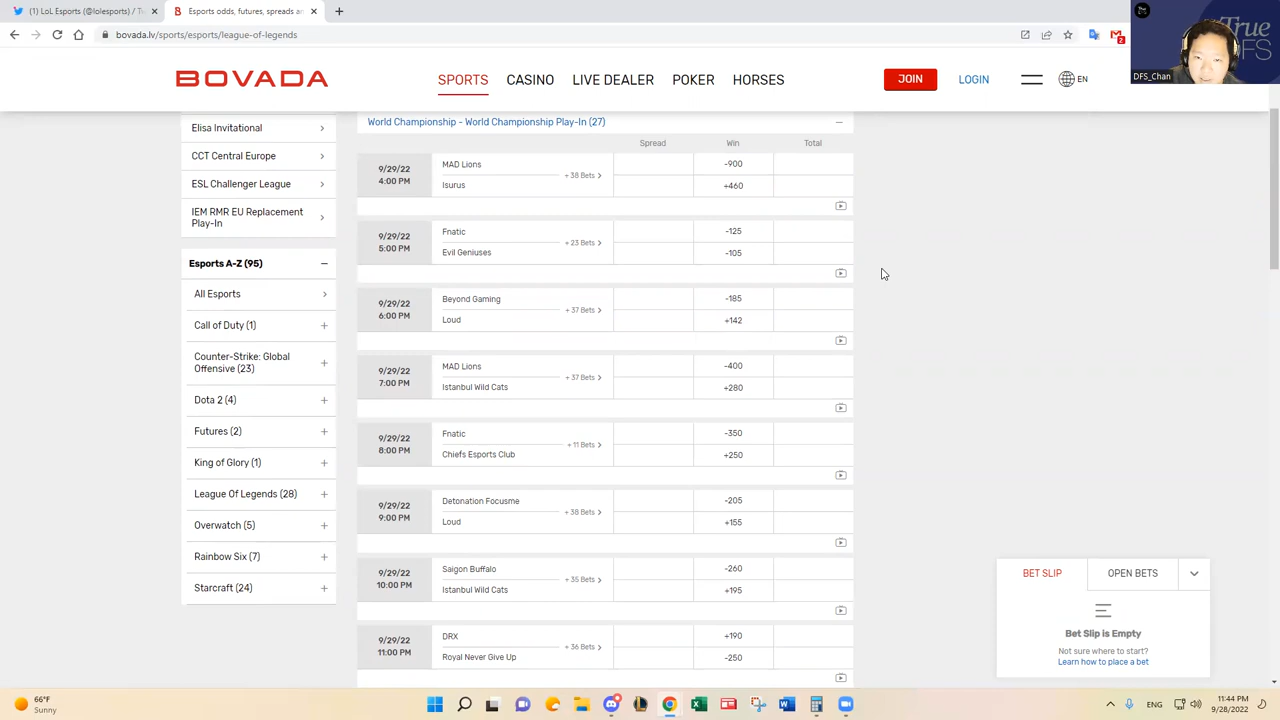 (1) LoL Esports (@lolesports) / Tw
Esports odds, futures, spreads a
bovada.lv/sports/esports/league-of-legends
2
True
DFS
DFS_Chan
BOVADA
SPORTS
CASINO
LIVE DEALER
POKER
HORSES
JOIN
LOGIN
EN
Elisa Invitational
CCT Central Europe
ESL Challenger League
IEM RMR EU Replacement
Play-In
Esports A-Z (95)
All Esports
Call of Duty (1)
Counter-Strike: Global
Offensive (23)
Dota 2 (4)
Futures (2)
King of Glory (1)
League Of Legends (28)
Overwatch (5)
Rainbow Six (7)
Starcraft (24)
World Championship - World Championship Play-In (27)
Spread Win Total
9/29/22
4:00 PM
MAD Lions -900
+ 38 Bets
Isurus +460
9/29/22
5:00 PM
Fnatic -125
+ 23 Bets
Evil Geniuses -105
9/29/22
6:00 PM
Beyond Gaming -185
+ 37 Bets
Loud +142
9/29/22
7:00 PM
MAD Lions -400
+ 37 Bets
Istanbul Wild Cats +280
9/29/22
8:00 PM
Fnatic -350
+ 11 Bets
Chiefs Esports Club +250
9/29/22
9:00 PM
Detonation Focusme -205
+ 38 Bets
Loud +155
9/29/22
10:00 PM
Saigon Buffalo -260
+ 35 Bets
Istanbul Wild Cats +195
9/29/22
11:00 PM
DRX +190
+ 36 Bets
Royal Never Give Up -250
BET SLIP
OPEN BETS
Bet Slip is Empty
Not sure where to start?
Learn how to place a bet
66°F
Sunny
ENG
11:44 PM
9/28/2022